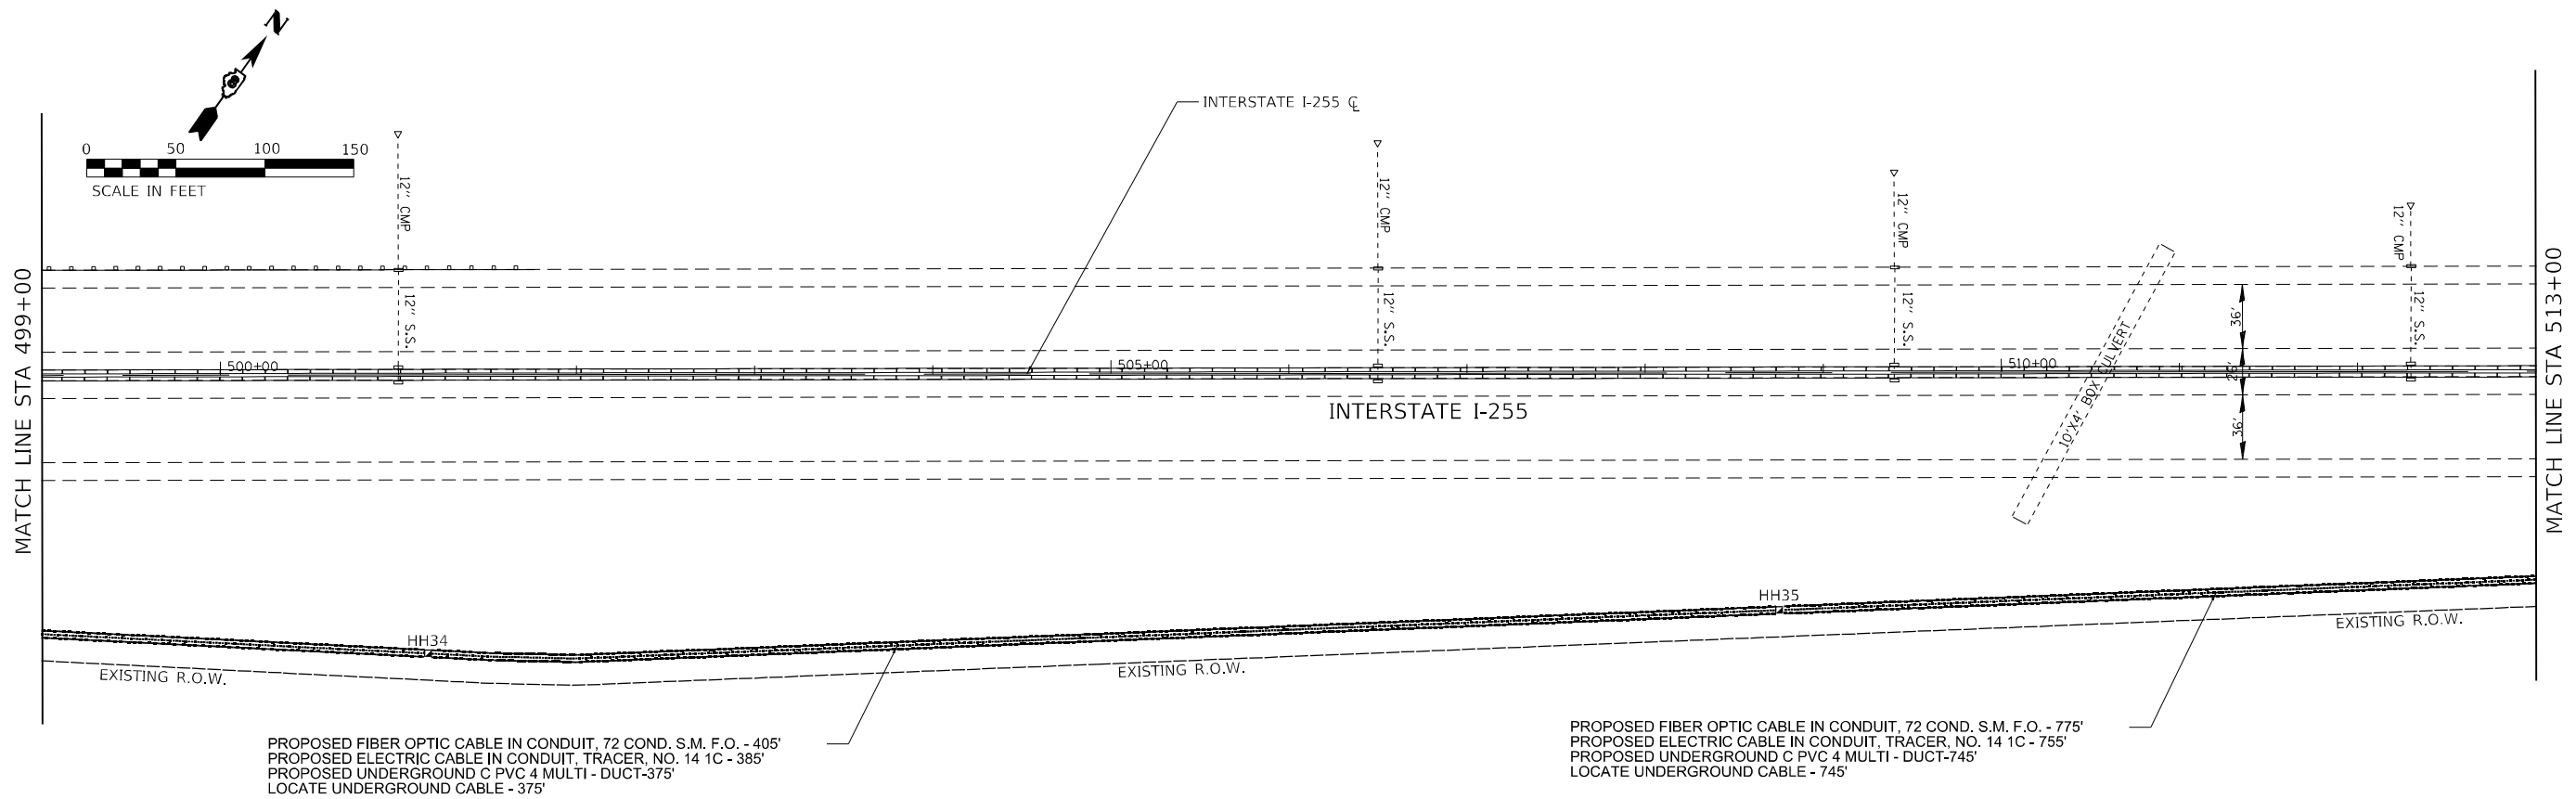 N
0 50 100 150
SCALE IN FEET
INTERSTATE I-255 ℄
12'' CMP
12'' CMP
12'' CMP
12'' CMP
12'' S.S.
12'' S.S.
12'' S.S.
12'' S.S.
MATCH LINE STA 499+00
MATCH LINE STA 513+00
500+00
505+00
510+00
10'X4' BOX CULVERT
36'
26'
36'
INTERSTATE I-255
HH34
HH35
EXISTING R.O.W.
EXISTING R.O.W.
EXISTING R.O.W.
PROPOSED FIBER OPTIC CABLE IN CONDUIT, 72 COND. S.M. F.O. - 405'
PROPOSED ELECTRIC CABLE IN CONDUIT, TRACER, NO. 14 1C - 385'
PROPOSED UNDERGROUND C PVC 4 MULTI - DUCT-375'
LOCATE UNDERGROUND CABLE - 375'
PROPOSED FIBER OPTIC CABLE IN CONDUIT, 72 COND. S.M. F.O. - 775'
PROPOSED ELECTRIC CABLE IN CONDUIT, TRACER, NO. 14 1C - 755'
PROPOSED UNDERGROUND C PVC 4 MULTI - DUCT-745'
LOCATE UNDERGROUND CABLE - 745'